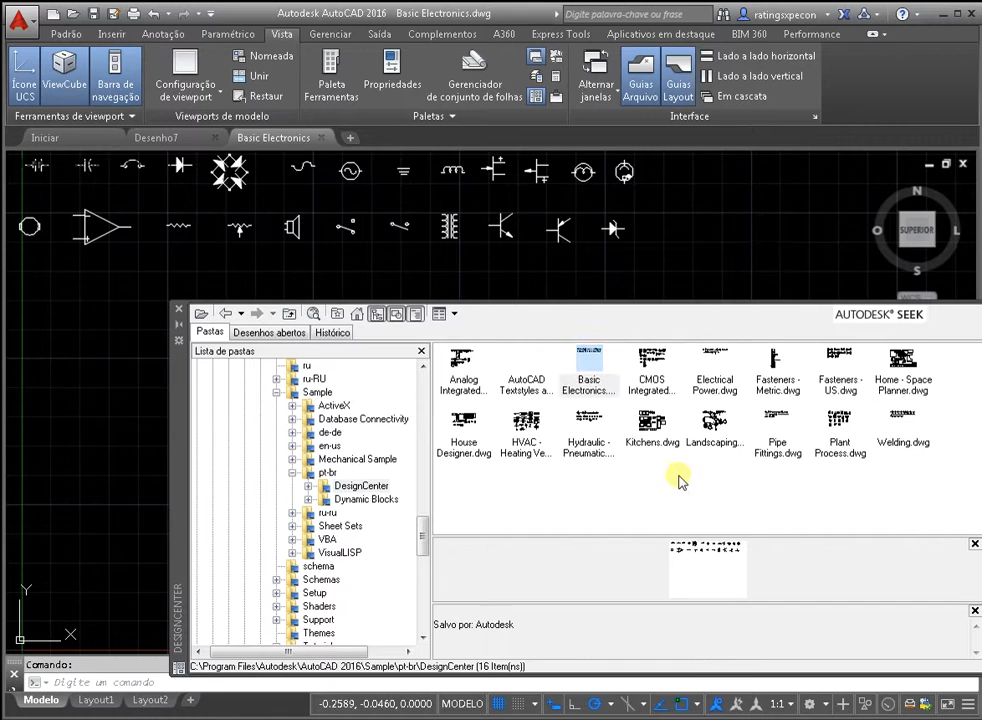 Autodesk AutoCAD 2016 Basic Electronics.dwg
Digite palavra-chave ou frase
ratingsxpecon
Padrão Inserir Anotação Paramétrico Vista Gerenciar Saída Complementos A360 Express Tools Aplicativos em destaque BIM 360 Performance
Ícone UCS
ViewCube
Barra de navegação
Ferramentas de viewport
Configuração de viewport
Nomeada
Unir
Restaur
Viewports de modelo
Paleta Ferramentas
Propriedades
Gerenciador de conjunto de folhas
Paletas
Alternar janelas
Guias Arquivo
Guias Layout
Lado a lado horizontal
Lado a lado vertical
Em cascata
Interface
Iniciar Desenho7 Basic Electronics
N
O SUPERIOR L
S
AUTODESK® SEEK
Pastas Desenhos abertos Histórico
Lista de pastas
ru
ru-RU
Sample
ActiveX
Database Connectivity
de-de
en-us
Mechanical Sample
pt-br
DesignCenter
Dynamic Blocks
ru-ru
Sheet Sets
VBA
VisualLISP
schema
Schemas
Setup
Shaders
Support
Themes
Analog Integrated...
AutoCAD Textstyles a...
Basic Electronics....
CMOS Integrated...
Electrical Power.dwg
Fasteners - Metric.dwg
Fasteners - US.dwg
Home - Space Planner.dwg
House Designer.dwg
HVAC - Heating Ve...
Hydraulic - Pneumatic....
Kitchens.dwg
Landscaping...
Pipe Fittings.dwg
Plant Process.dwg
Welding.dwg
Salvo por: Autodesk
DESIGNCENTER
C:\Program Files\Autodesk\AutoCAD 2016\Sample\pt-br\DesignCenter (16 Item(ns))
Y
X
Comando:
Digite um comando
Modelo Layout1 Layout2
-0.2589, -0.0460, 0.0000 MODELO 1:1